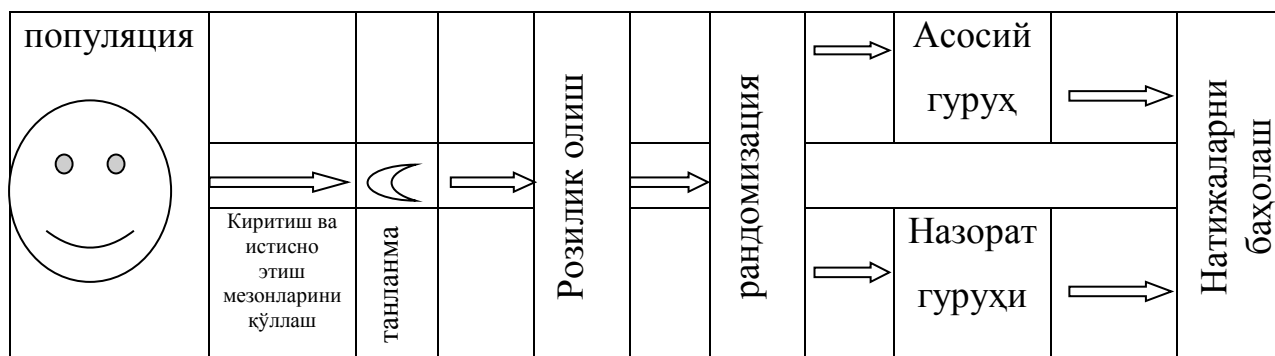 популяция
Киритиш ва
истисно
этиш
мезонларини
қўллаш
танланма
Розилик олиш
рандомизация
Асосий
гуруҳ
Назорат
гуруҳи
Натижаларни
баҳолаш